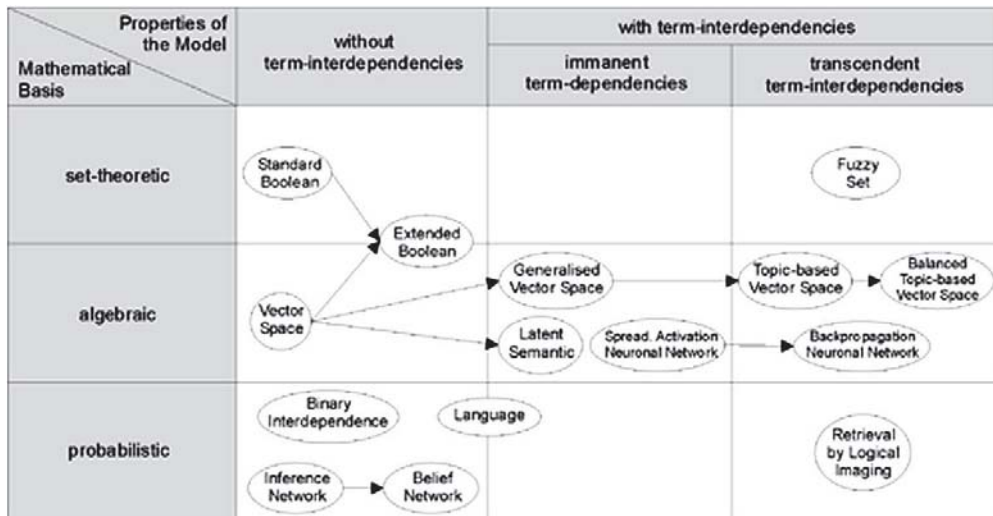 Properties of
the Model
Mathematical
Basis
without
term-interdependencies
with term-interdependencies
immanent
term-dependencies
transcendent
term-interdependencies
set-theoretic
Standard
Boolean
Fuzzy
Set
Extended
Boolean
algebraic
Vector
Space
Generalised
Vector Space
Topic-based
Vector Space
Balanced
Topic-based
Vector Space
Latent
Semantic
Spread. Activation
Neuronal Network
Backpropagation
Neuronal Network
probabilistic
Binary
Interdependence
Language
Retrieval
by Logical
Imaging
Inference
Network
Belief
Network